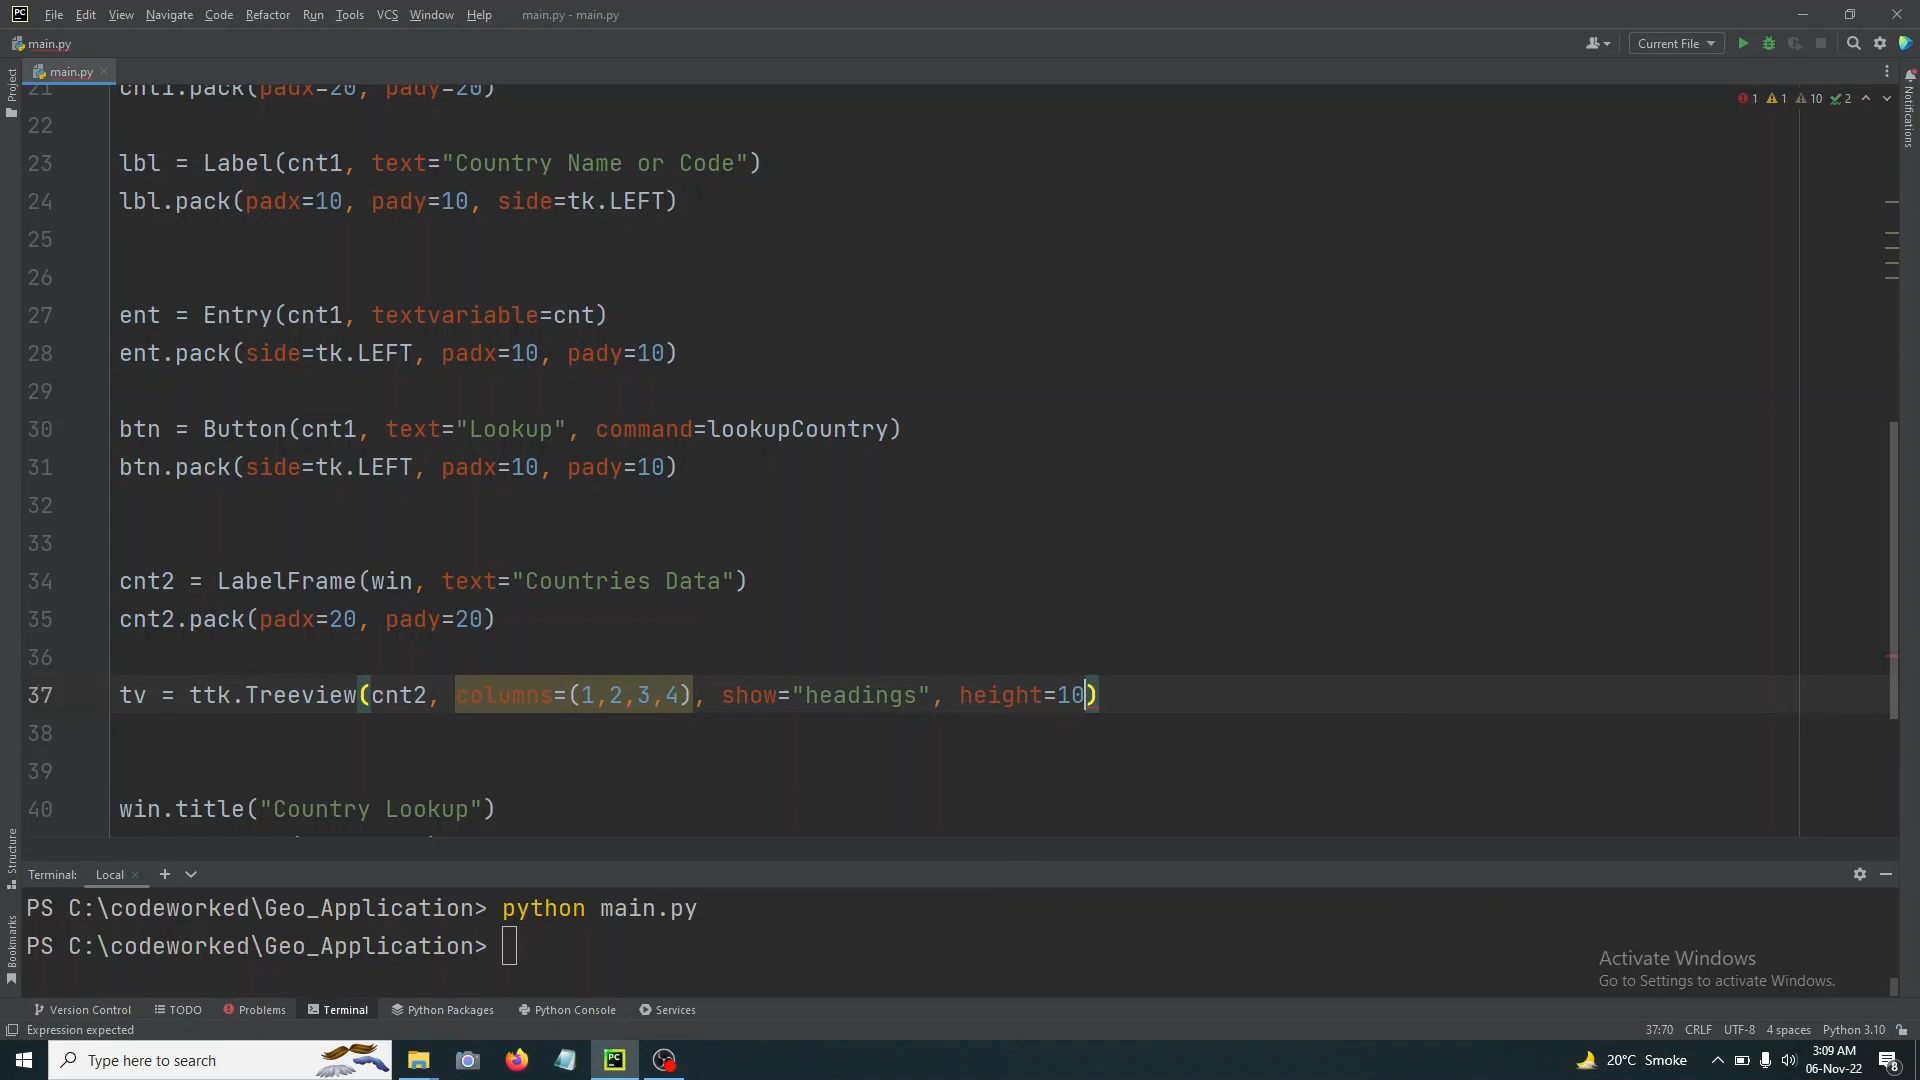 PC File Edit View Navigate Code Refactor Run Tools VCS Window Help main.py - main.py
main.py Current File
main.py
Project
Notifications
1 1 10 2
21 cnt1.pack(padx=20, pady=20)
22
23 lbl = Label(cnt1, text="Country Name or Code")
24 lbl.pack(padx=10, pady=10, side=tk.LEFT)
25
26
27 ent = Entry(cnt1, textvariable=cnt)
28 ent.pack(side=tk.LEFT, padx=10, pady=10)
29
30 btn = Button(cnt1, text="Lookup", command=lookupCountry)
31 btn.pack(side=tk.LEFT, padx=10, pady=10)
32
33
34 cnt2 = LabelFrame(win, text="Countries Data")
35 cnt2.pack(padx=20, pady=20)
36
37 tv = ttk.Treeview(cnt2, columns=(1,2,3,4), show="headings", height=10)
38
39
40 win.title("Country Lookup")
Structure
Bookmarks
Terminal: Local
PS C:\codeworked\Geo_Application> python main.py
PS C:\codeworked\Geo_Application>
Activate Windows
Go to Settings to activate Windows.
Version Control TODO Problems Terminal Python Packages Python Console Services
Expression expected 37:70 CRLF UTF-8 4 spaces Python 3.10
Type here to search PC 20°C Smoke 3:09 AM
06-Nov-22 8